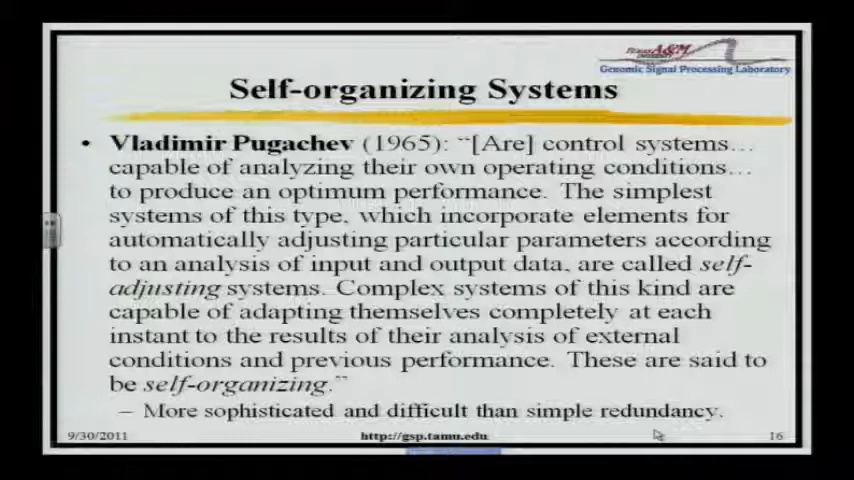 TEXAS A&M
UNIVERSITY
Genomic Signal Processing Laboratory
Self-organizing Systems
• Vladimir Pugachev (1965): “[Are] control systems…
capable of analyzing their own operating conditions…
to produce an optimum performance. The simplest
systems of this type, which incorporate elements for
automatically adjusting particular parameters according
to an analysis of input and output data, are called self-
adjusting systems. Complex systems of this kind are
capable of adapting themselves completely at each
instant to the results of their analysis of external
conditions and previous performance. These are said to
be self-organizing.”
– More sophisticated and difficult than simple redundancy.
9/30/2011 http://gsp.tamu.edu 16